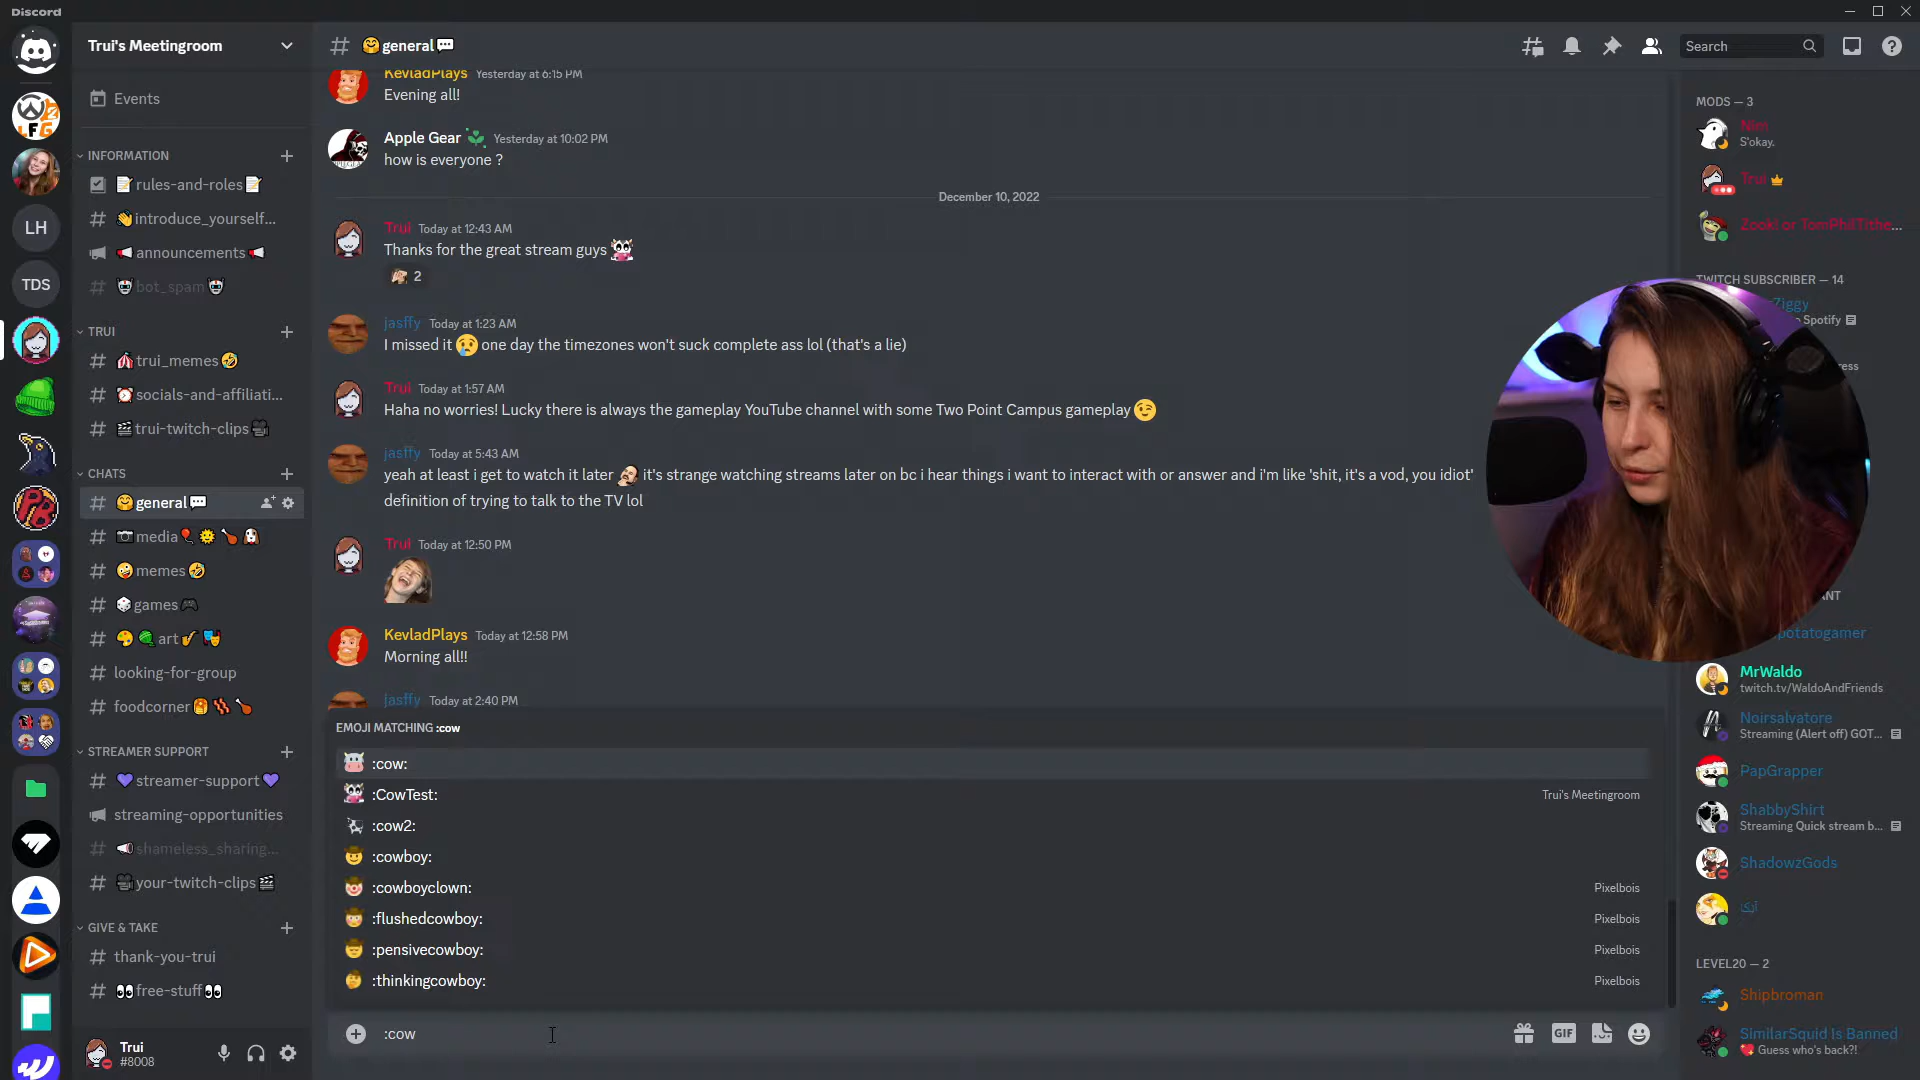 Discord
Trui's Meetingroom
Events
INFORMATION
rules-and-roles
introduce_yourself...
announcements
bot_spam
TRUI
trui_memes
socials-and-affiliati...
trui-twitch-clips
CHATS
general
media
memes
games
art
looking-for-group
foodcorner
STREAMER SUPPORT
streamer-support
streaming-opportunities
shameless_sharing...
your-twitch-clips
GIVE & TAKE
thank-you-trui
free-stuff
Trui
#8008
LFG
LH
TDS
general
Search
KevladPlays Yesterday at 6:15 PM
Evening all!
Apple Gear Yesterday at 10:02 PM
how is everyone ?
December 10, 2022
Trui Today at 12:43 AM
Thanks for the great stream guys
2
jasffy Today at 1:23 AM
I missed it one day the timezones won't suck complete ass lol (that's a lie)
Trui Today at 1:57 AM
Haha no worries! Lucky there is always the gameplay YouTube channel with some Two Point Campus gameplay
jasffy Today at 5:43 AM
yeah at least i get to watch it later it's strange watching streams later on bc i hear things i want to interact with or answer and i'm like 'shit, it's a vod, you idiot'
definition of trying to talk to the TV lol
Trui Today at 12:50 PM
KevladPlays Today at 12:58 PM
Morning all!!
jasffy Today at 2:40 PM
EMOJI MATCHING :cow
:cow:
:CowTest: Trui's Meetingroom
:cow2:
:cowboy:
:cowboyclown: Pixelbois
:flushedcowboy: Pixelbois
:pensivecowboy: Pixelbois
:thinkingcowboy: Pixelbois
:cow
GIF
MODS — 3
Nimi
S'okay.
Trui
Zooki or TomPhilTithe...
TWITCH SUBSCRIBER — 14
Ziggy
Spotify
ress
ANT
potatogamer
MrWaldo
twitch.tv/WaldoAndFriends
Noirsalvatore
Streaming (Alert off) GOT...
PapGrapper
ShabbyShirt
Streaming Quick stream b...
ShadowzGods
LEVEL20 — 2
Shipbroman
SimilarSquid Is Banned
Guess who's back?!